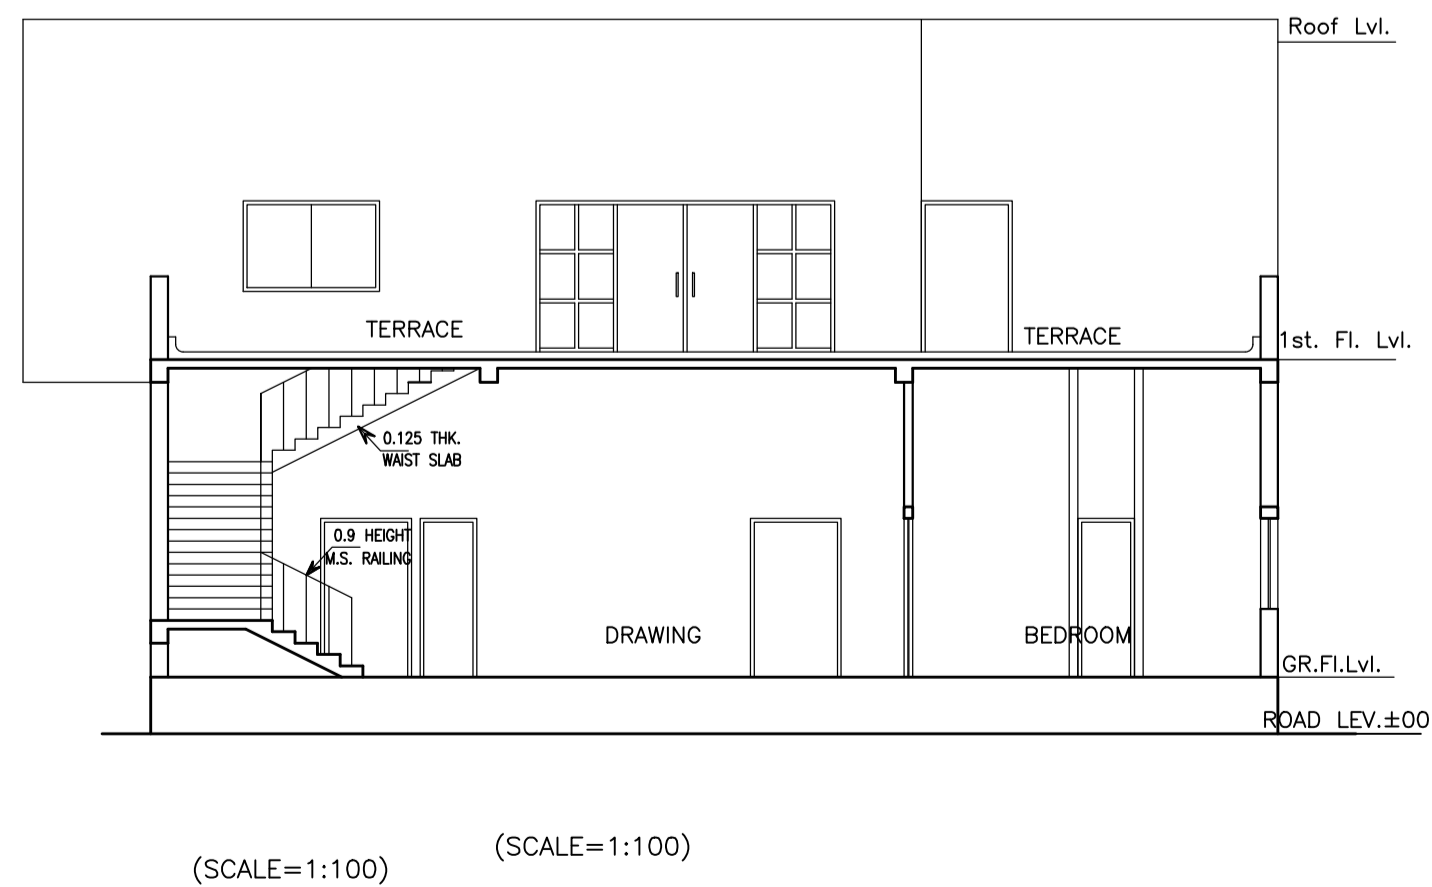 Roof Lvl.
TERRACE
TERRACE
1st. Fl. Lvl.
0.125 THK.
WAIST SLAB
0.9 HEIGHT
M.S. RAILING
DRAWING
BEDROOM
GR.Fl.Lvl.
ROAD LEV.±00
(SCALE=1:100)
(SCALE=1:100)